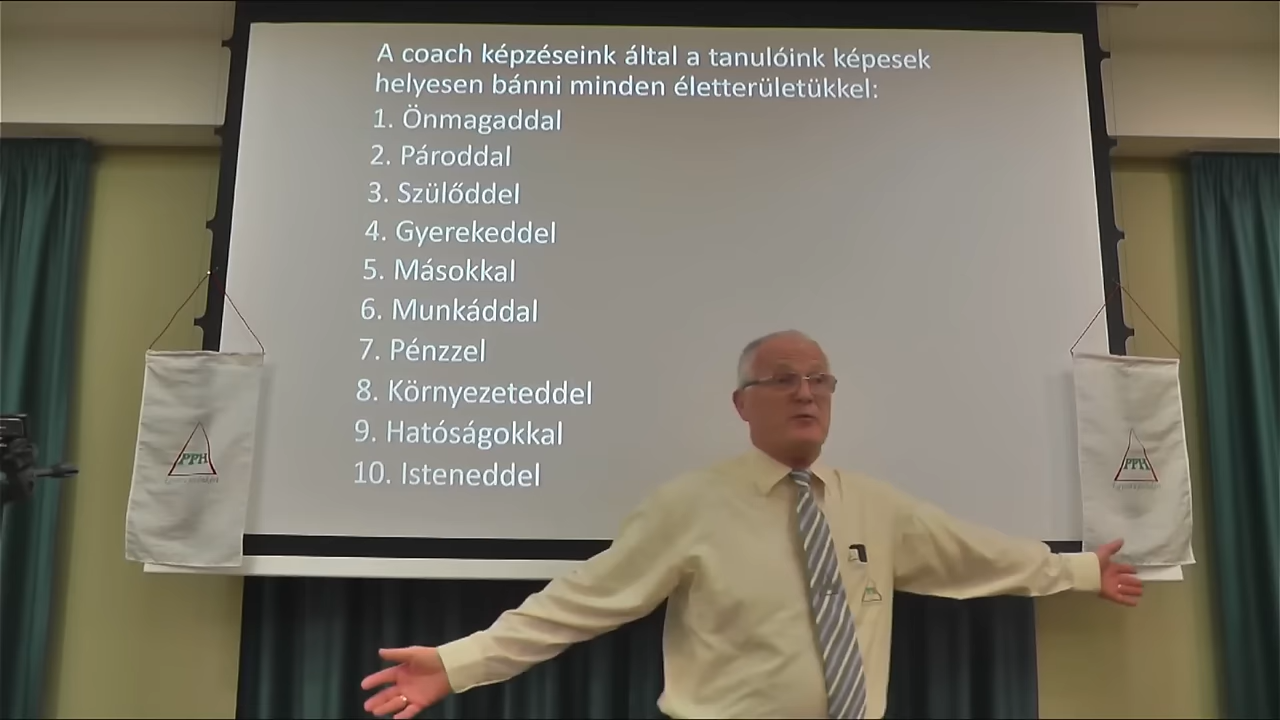 A coach képzéseink által a tanulóink képesek
helyesen bánni minden életterületükkel:
1. Önmagaddal
2. Pároddal
3. Szülőddel
4. Gyerekeddel
5. Másokkal
6. Munkáddal
7. Pénzzel
8. Környezeteddel
9. Hatóságokkal
10. Isteneddel
PPH
PPH